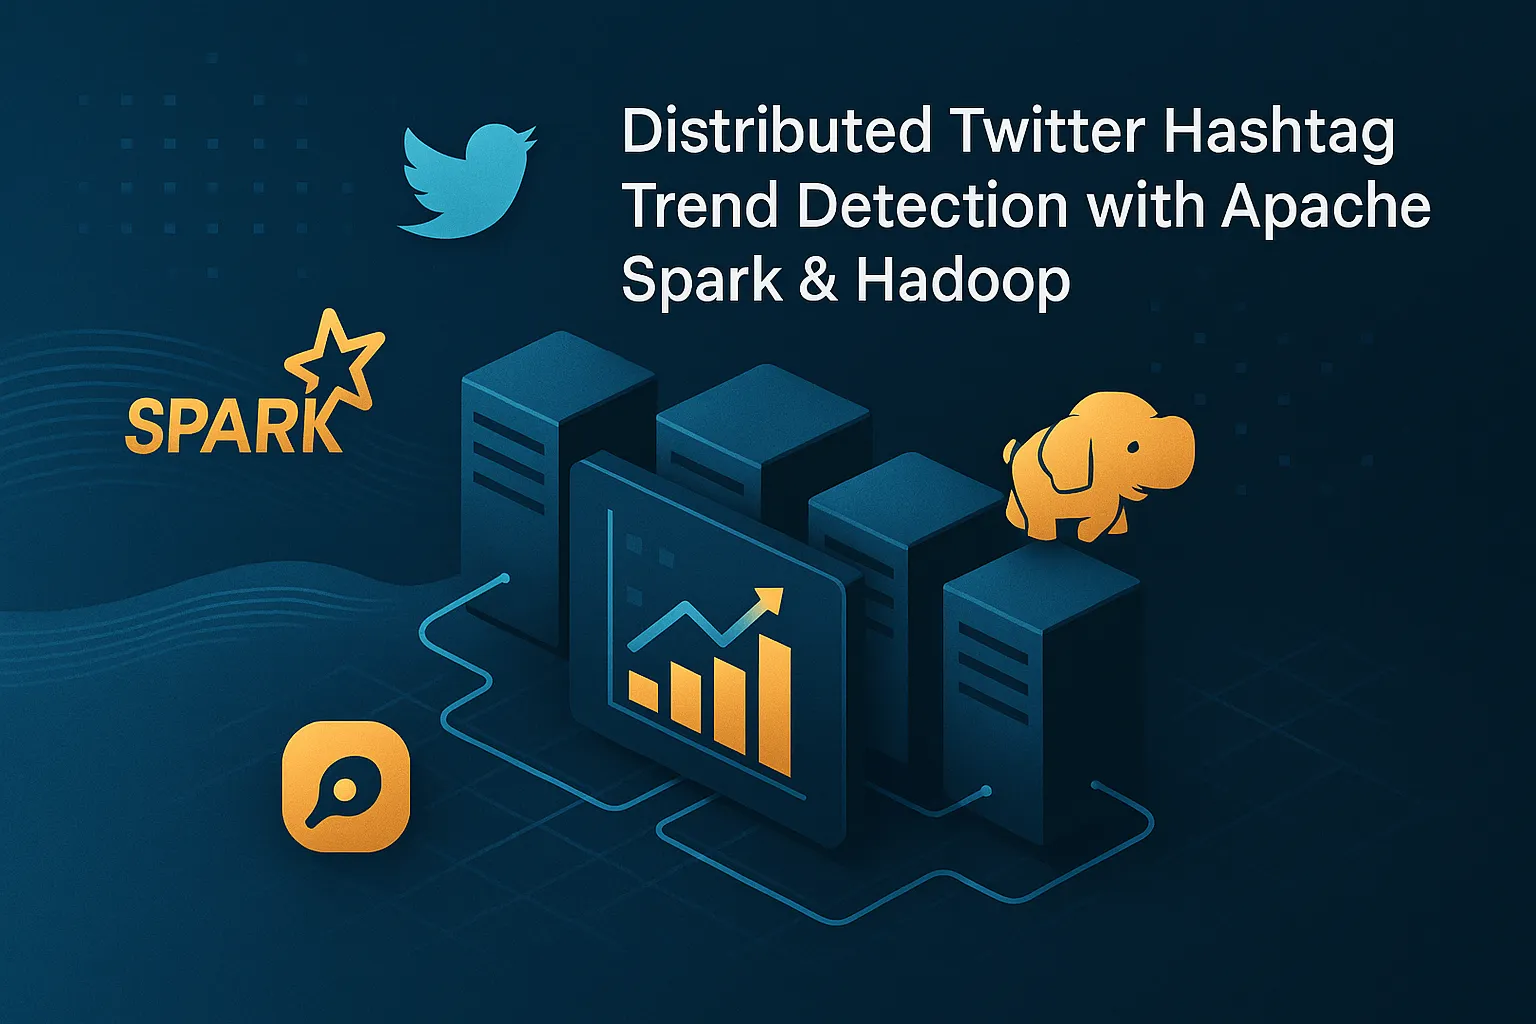 Distributed Twitter Hashtag
Trend Detection with Apache
Spark & Hadoop
SPARK